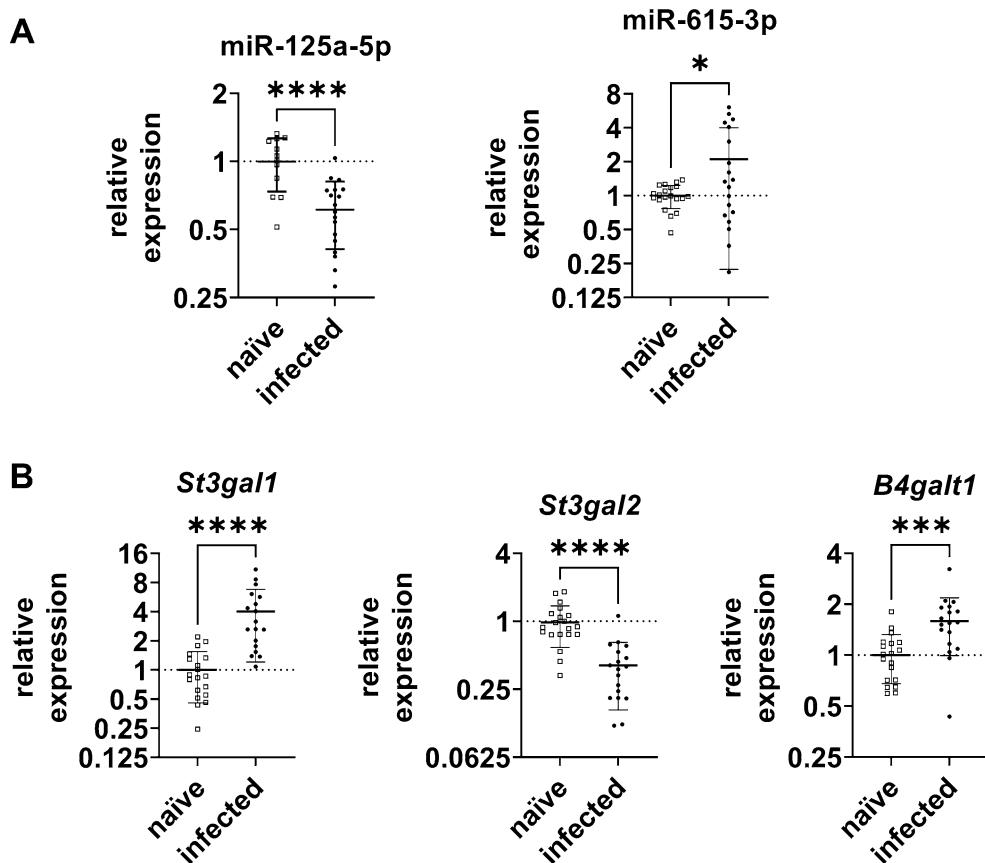 A
miR-125a-5p
****
2
1
0.5
0.25
relative
expression
naïve
infected
miR-615-3p
*
8
4
2
1
0.5
0.25
0.125
relative
expression
naïve
infected
B
St3gal1
****
16
8
4
2
1
0.5
0.25
0.125
relative
expression
naïve
infected
St3gal2
****
4
1
0.25
0.0625
relative
expression
naïve
infected
B4galt1
***
4
2
1
0.5
0.25
relative
expression
naïve
infected